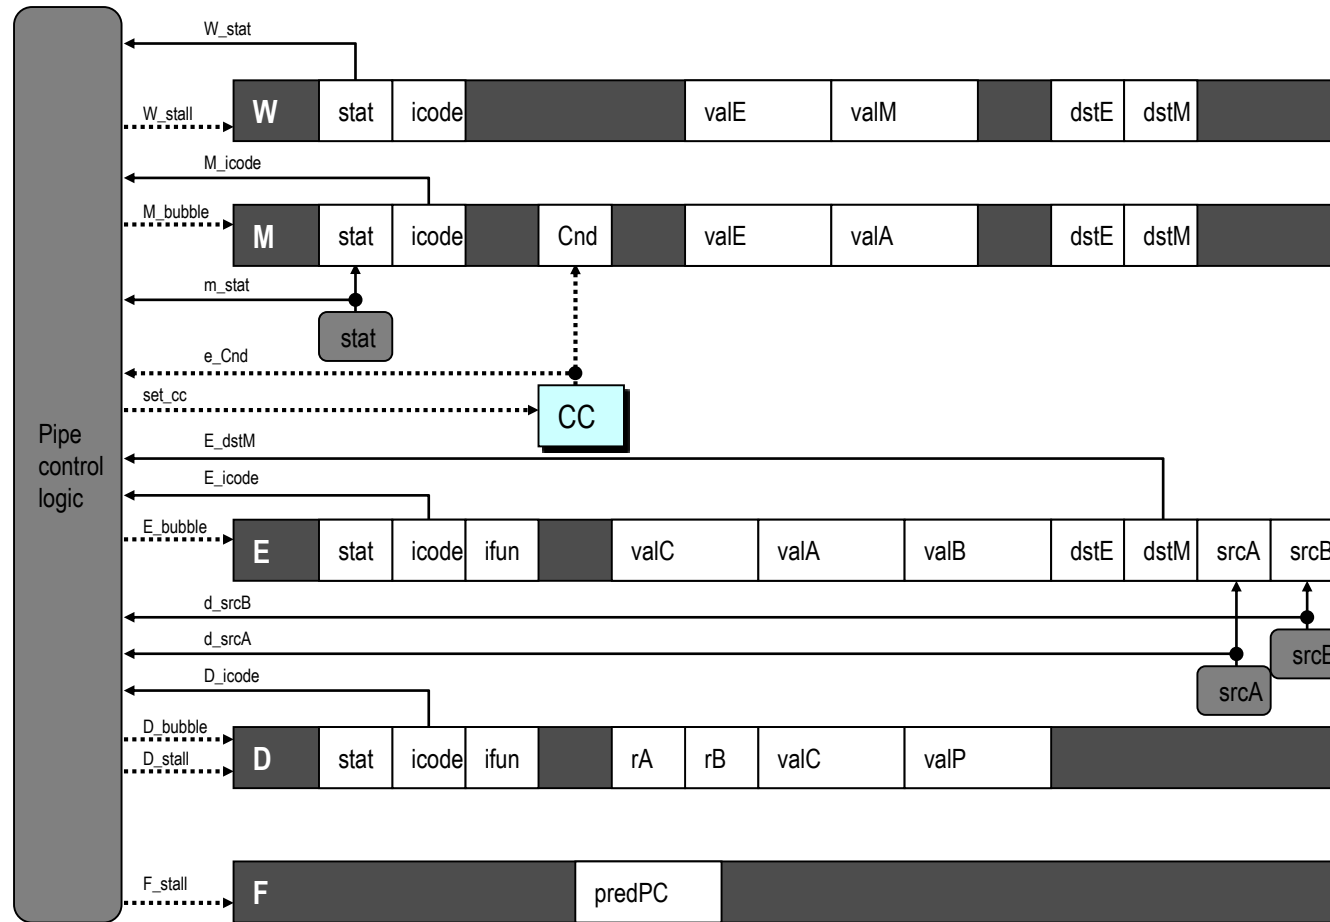 W_stat
W_stall
W stat icode valE valM dstE dstM
M_icode
M_bubble
M stat icode Cnd valE valA dstE dstM
m_stat
stat
e_Cnd
set_cc
CC
Pipe
control
logic
E_dstM
E_icode
E_bubble
E stat icode ifun valC valA valB dstE dstM srcA srcB
d_srcB
srcB
d_srcA
srcA
D_icode
D_bubble
D_stall
D stat icode ifun rA rB valC valP
F_stall
F predPC